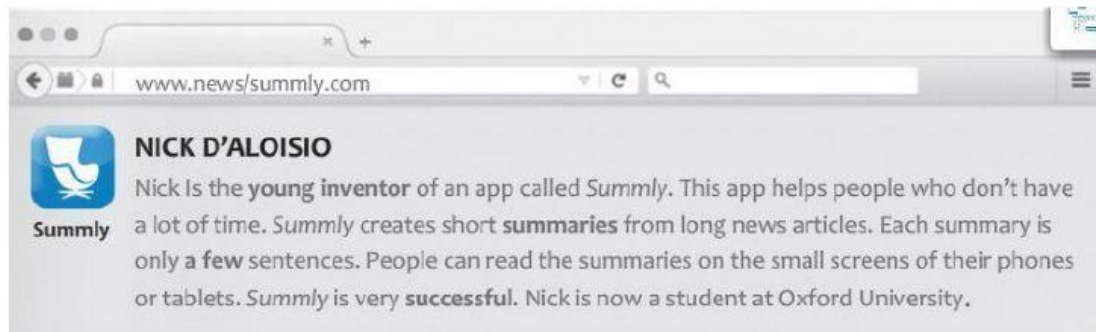 www.news/summly.com
NICK D'ALOISIO
Nick Is the young inventor of an app called Summly. This app helps people who don't have
a lot of time. Summly creates short summaries from long news articles. Each summary is
only a few sentences. People can read the summaries on the small screens of their phones
or tablets. Summly is very successful. Nick is now a student at Oxford University.
Summly